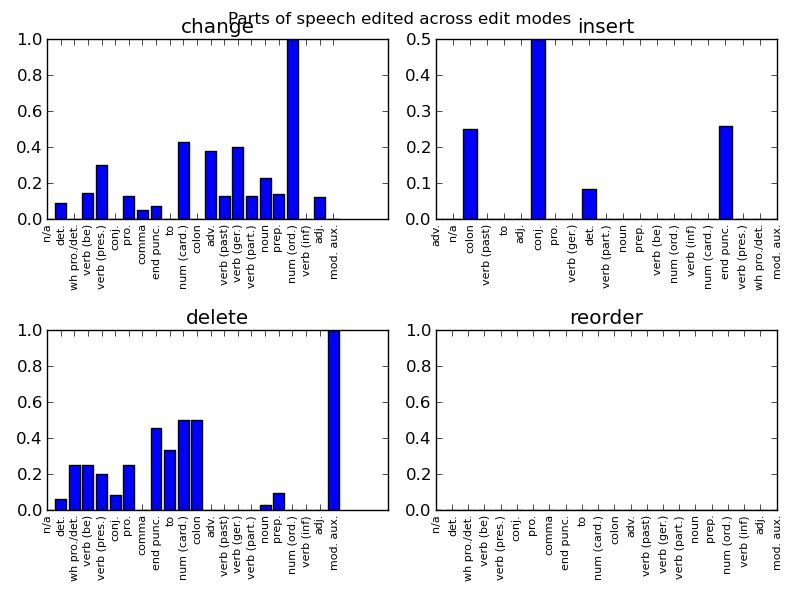 Parts of speech edited across edit modes
change
1.0
0.8
0.6
0.4
0.2
0.0
n/a
det.
wh pro./det.
verb (be)
verb (pres.)
conj.
pro.
comma
end punc.
to
num (card.)
colon
adv.
verb (past)
verb (ger.)
verb (part.)
noun
prep.
num (ord.)
verb (inf)
adj.
mod. aux.
insert
0.5
0.4
0.3
0.2
0.1
0.0
adv.
n/a
colon
verb (past)
to
adj.
conj.
pro.
verb (ger.)
det.
verb (part.)
noun
prep.
verb (be)
num (ord.)
verb (inf)
num (card.)
end punc.
verb (pres.)
wh pro./det.
mod. aux.
delete
1.0
0.8
0.6
0.4
0.2
0.0
n/a
det.
wh pro./det.
verb (be)
verb (pres.)
conj.
pro.
comma
end punc.
to
num (card.)
colon
adv.
verb (past)
verb (ger.)
verb (part.)
noun
prep.
num (ord.)
verb (inf)
adj.
mod. aux.
reorder
1.0
0.8
0.6
0.4
0.2
0.0
n/a
det.
wh pro./det.
verb (be)
verb (pres.)
conj.
pro.
comma
end punc.
to
num (card.)
colon
adv.
verb (past)
verb (ger.)
verb (part.)
noun
prep.
num (ord.)
verb (inf)
adj.
mod. aux.